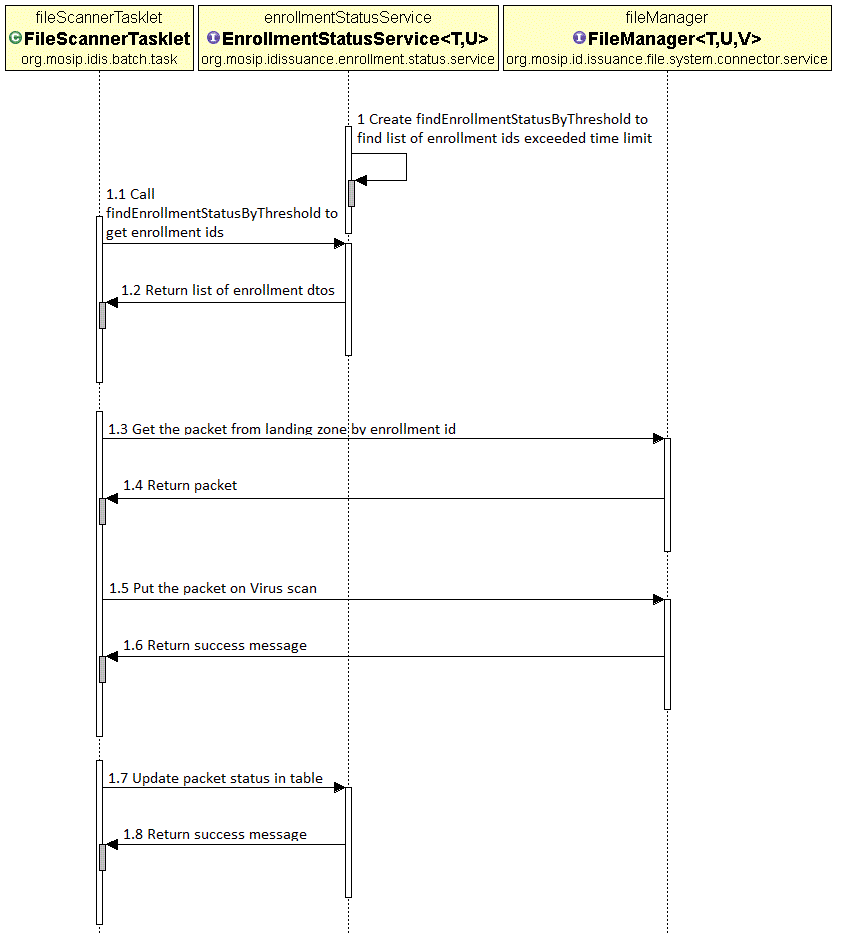 fileScannerTasklet
FileScannerTasklet
org.mosip.idis.batch.task
enrollmentStatusService
EnrollmentStatusService<T,U>
org.mosip.idissuance.enrollment.status.service
fileManager
FileManager<T,U,V>
org.mosip.id.issuance.file.system.connector.service
1 Create findEnrollmentStatusByThreshold to
find list of enrollment ids exceeded time limit
1.1 Call
findEnrollmentStatusByThreshold to
get enrollment ids
1.2 Return list of enrollment dtos
1.3 Get the packet from landing zone by enrollment id
1.4 Return packet
1.5 Put the packet on Virus scan
1.6 Return success message
1.7 Update packet status in table
1.8 Return success message